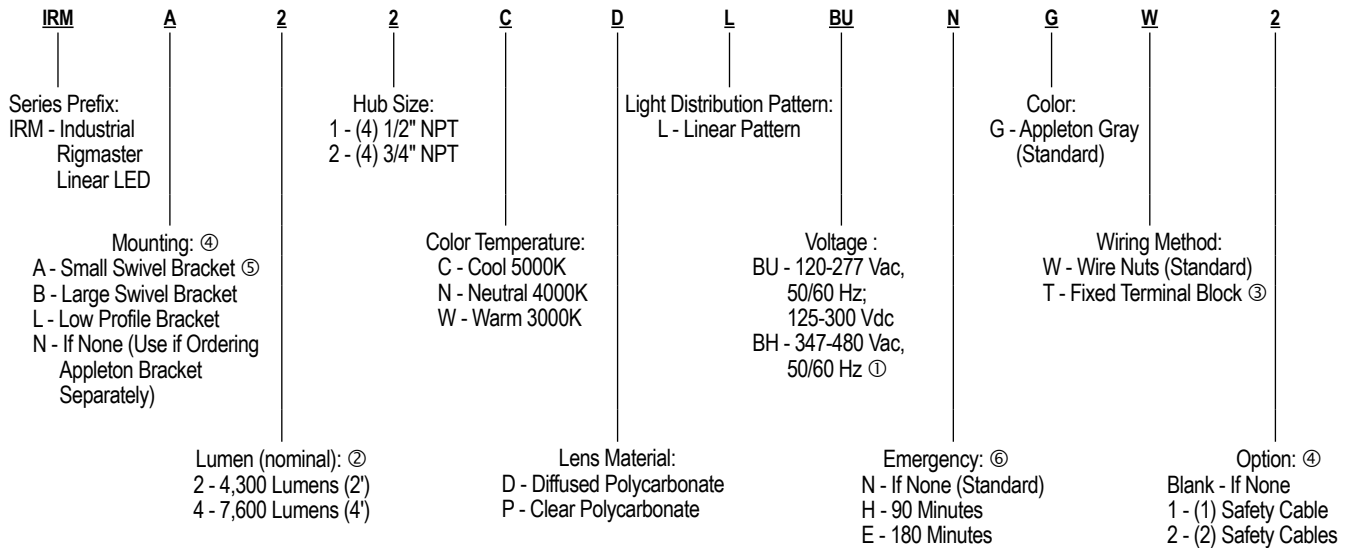 IRM A 2 2 C D L BU N G W 2
Series Prefix:
IRM - Industrial
Rigmaster
Linear LED
Hub Size:
1 - (4) 1/2" NPT
2 - (4) 3/4" NPT
Light Distribution Pattern:
L - Linear Pattern
Color:
G - Appleton Gray
(Standard)
Mounting: ④
A - Small Swivel Bracket ⑤
B - Large Swivel Bracket
L - Low Profile Bracket
N - If None (Use if Ordering
Appleton Bracket
Separately)
Color Temperature:
C - Cool 5000K
N - Neutral 4000K
W - Warm 3000K
Voltage :
BU - 120-277 Vac,
50/60 Hz;
125-300 Vdc
BH - 347-480 Vac,
50/60 Hz ①
Wiring Method:
W - Wire Nuts (Standard)
T - Fixed Terminal Block ③
Lumen (nominal): ②
2 - 4,300 Lumens (2')
4 - 7,600 Lumens (4')
Lens Material:
D - Diffused Polycarbonate
P - Clear Polycarbonate
Emergency: ⑥
N - If None (Standard)
H - 90 Minutes
E - 180 Minutes
Option: ④
Blank - If None
1 - (1) Safety Cable
2 - (2) Safety Cables